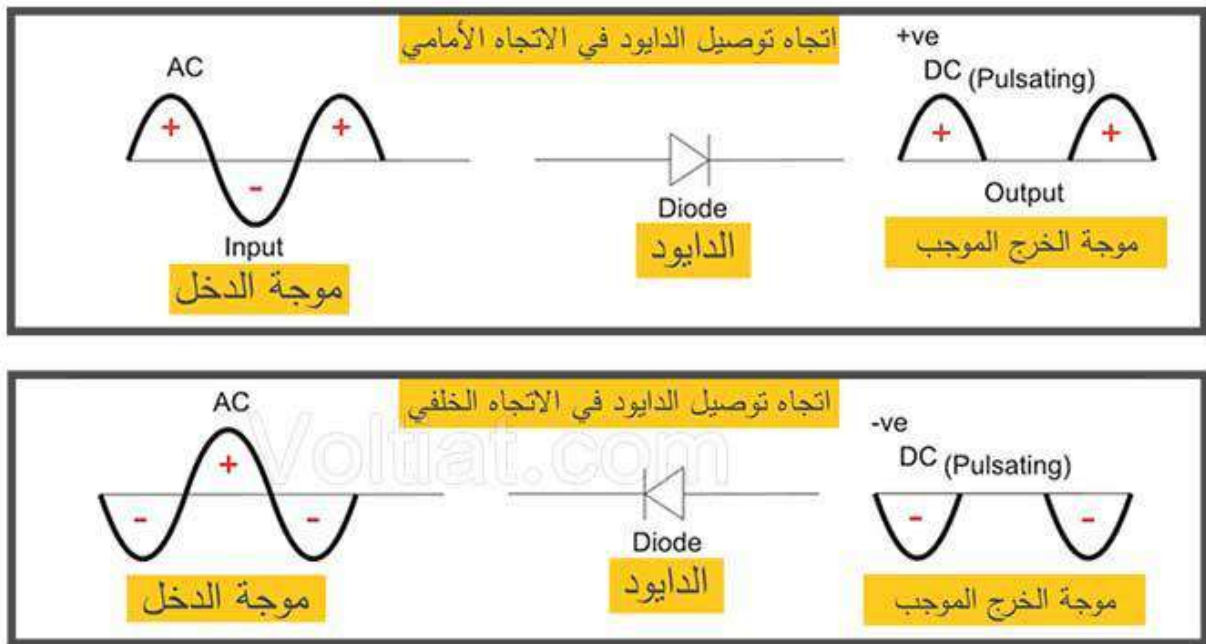 اتجاه توصيل الدايود في الاتجاه الأمامي
AC
+
+
-
Input
موجة الدخل
Diode
الدايود
+ve
DC (Pulsating)
+
+
Output
موجة الخرج الموجب
اتجاه توصيل الدايود في الاتجاه الخلفي
Voltiat.com
AC
+
-
-
موجة الدخل
Diode
الدايود
-ve
DC (Pulsating)
-
-
موجة الخرج الموجب